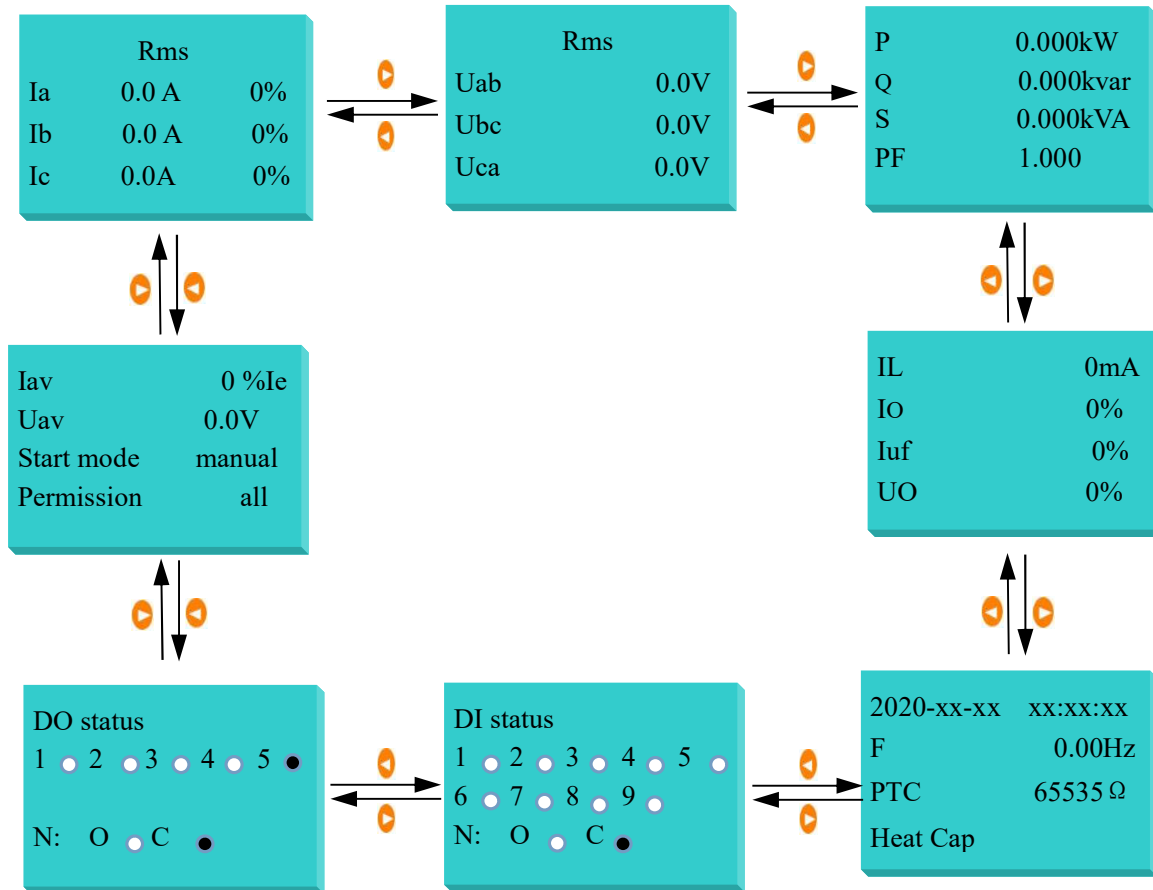 Rms
Ia 0.0 A 0%
Ib 0.0 A 0%
Ic 0.0A 0%
Rms
Uab 0.0V
Ubc 0.0V
Uca 0.0V
P 0.000kW
Q 0.000kvar
S 0.000kVA
PF 1.000
Iav 0 %Ie
Uav 0.0V
Start mode manual
Permission all
IL 0mA
IO 0%
Iuf 0%
UO 0%
DO status
1 2 3 4 5
N: O C
DI status
1 2 3 4 5
6 7 8 9
N: O C
2020-xx-xx xx:xx:xx
F 0.00Hz
PTC 65535 Ω
Heat Cap